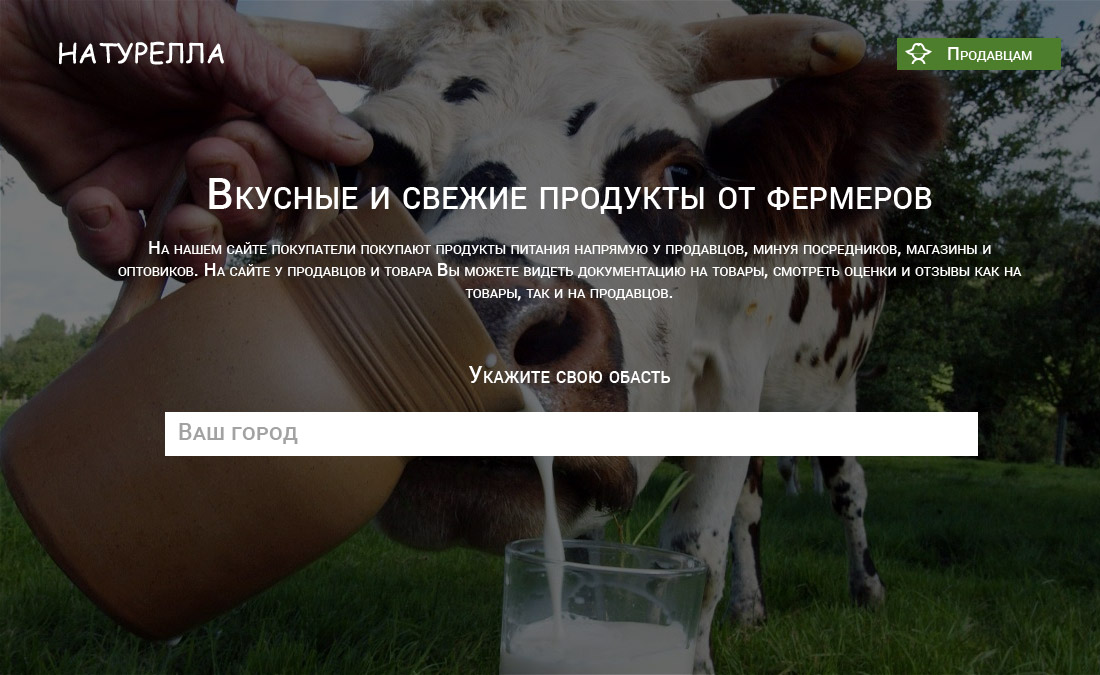 НАТУРЕЛЛА
Продавцам
Вкусные и свежие продукты от фермеров
На нашем сайте покупатели покупают продукты питания напрямую у продавцов, минуя посредников, магазины и
оптовиков. На сайте у продавцов и товара Вы можете видеть документацию на товары, смотреть оценки и отзывы как на
товары, так и на продавцов.
Укажите свою обасть
Ваш город